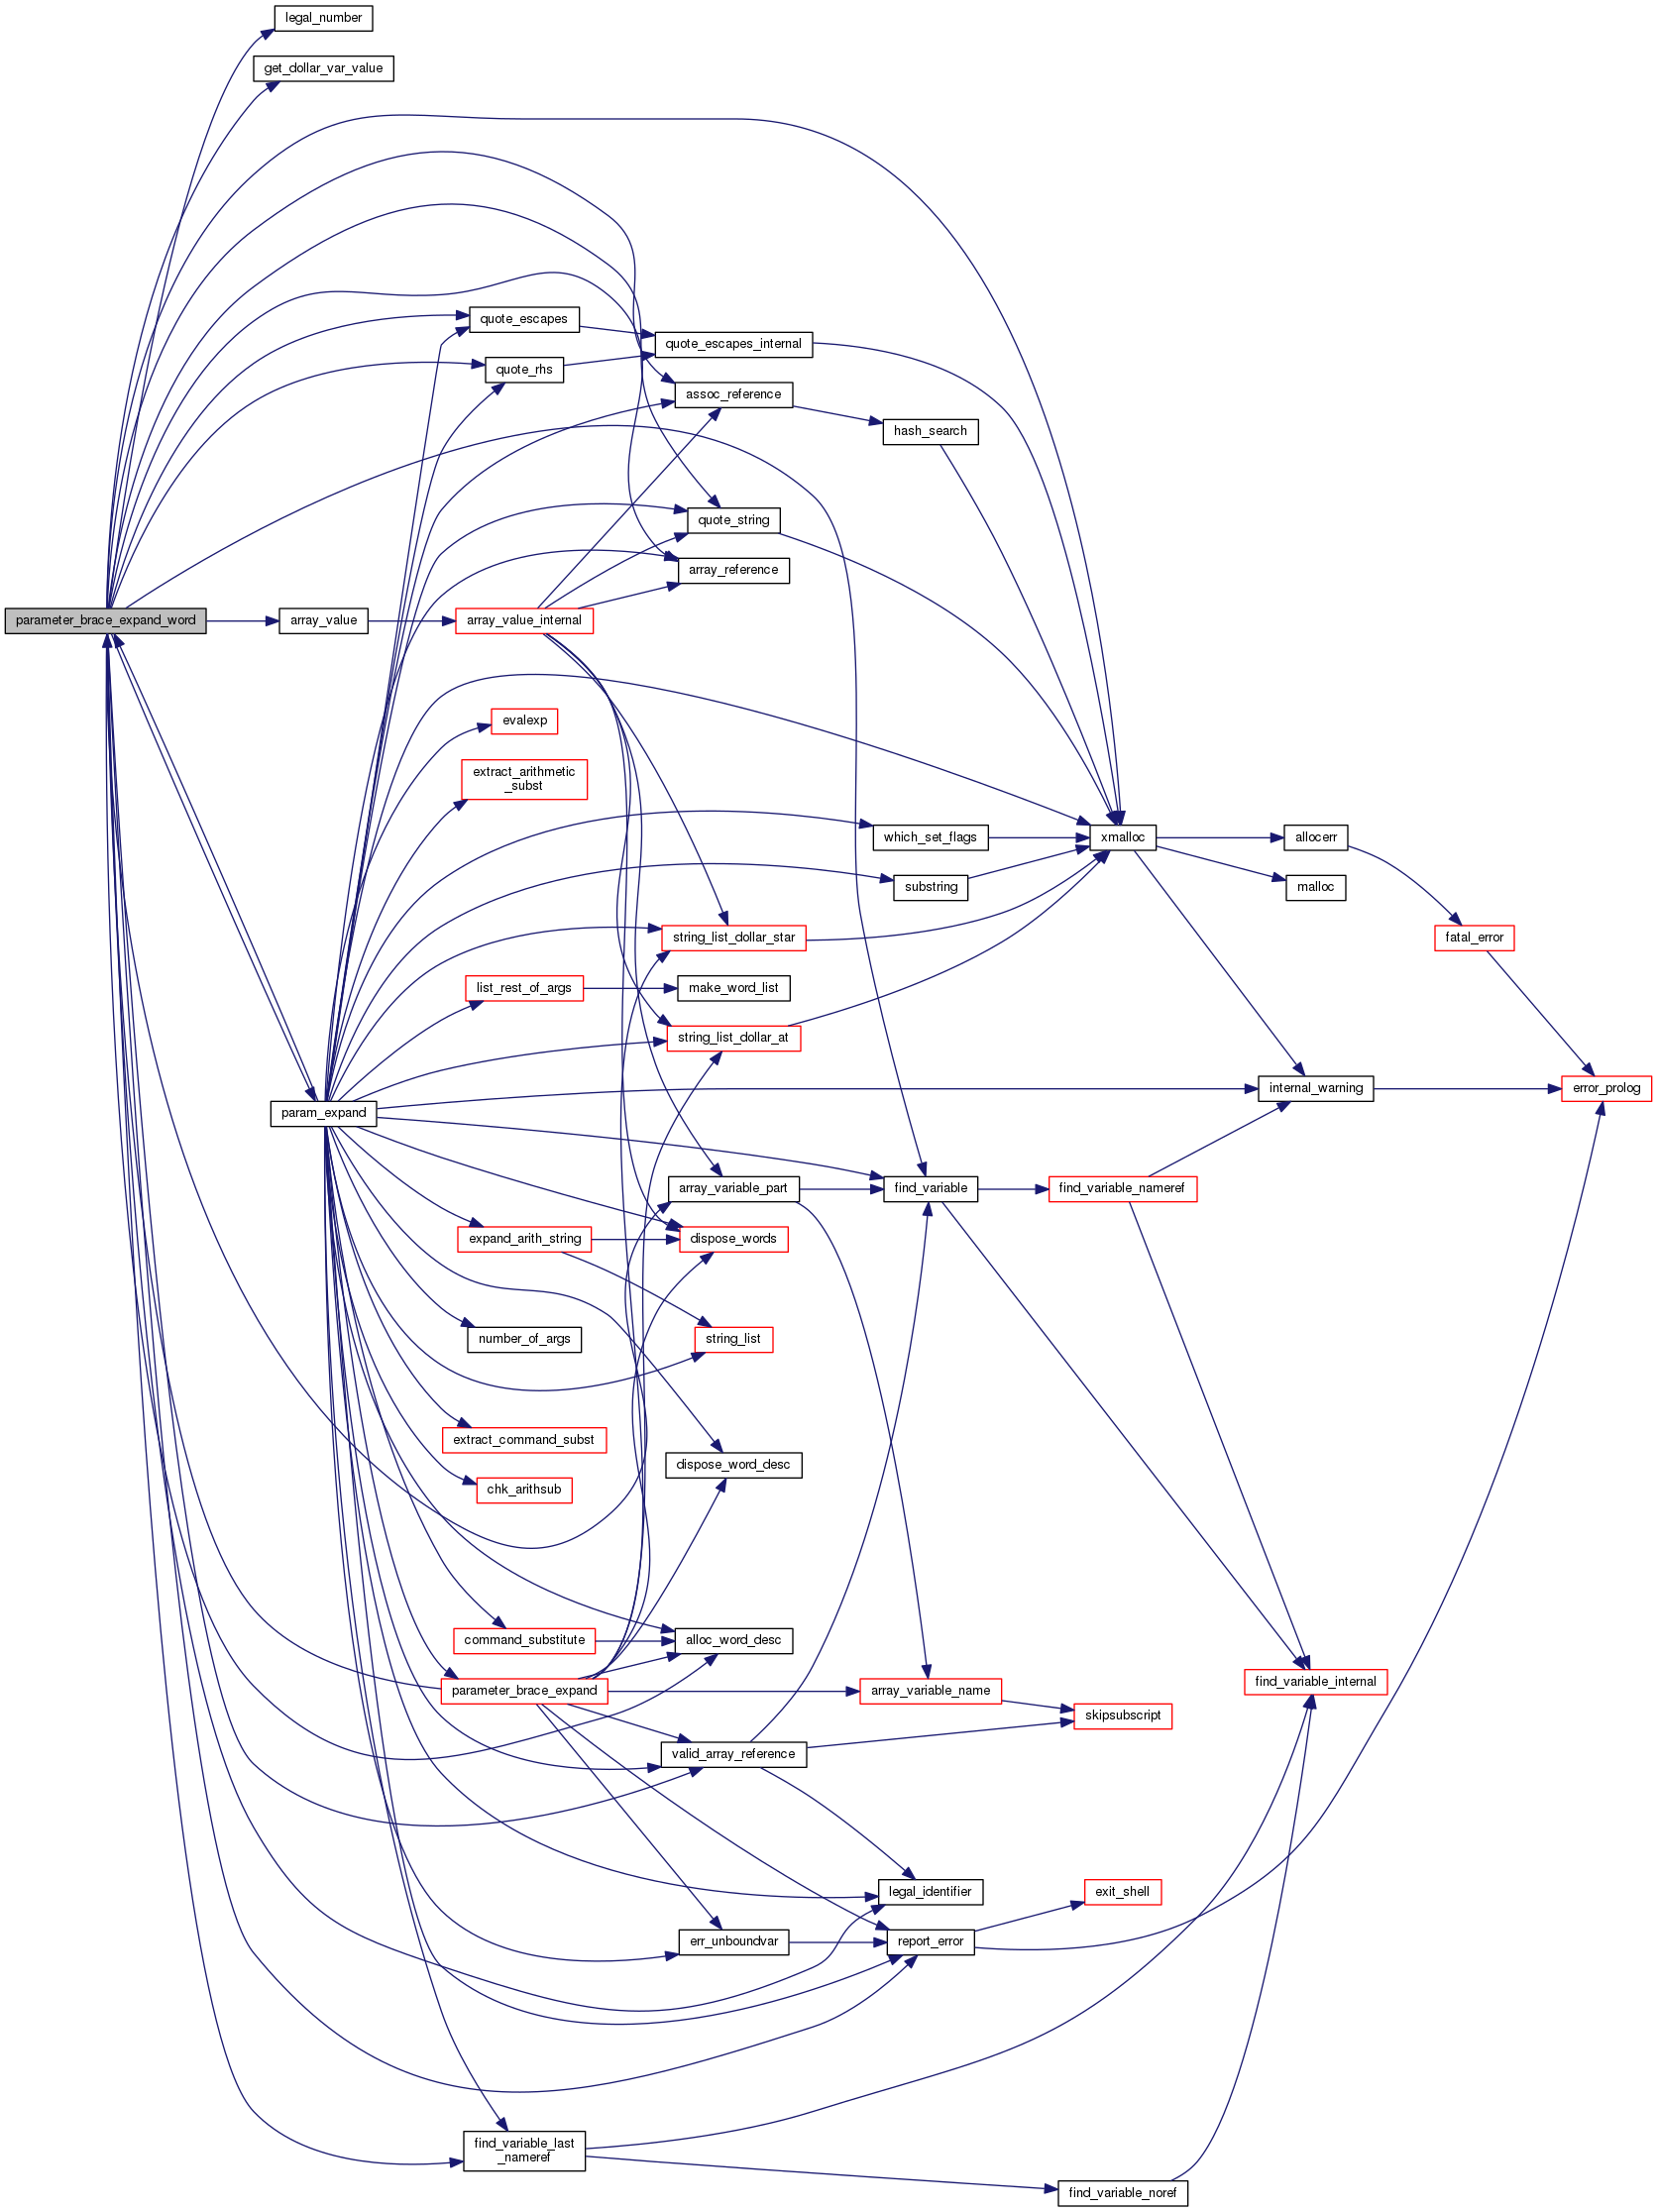 legal_number
get_dollar_var_value
quote_escapes
quote_escapes_internal
quote_rhs
assoc_reference
hash_search
quote_string
array_reference
parameter_brace_expand_word
array_value
array_value_internal
evalexp
extract_arithmetic
_subst
which_set_flags
xmalloc
allocerr
substring
malloc
string_list_dollar_star
fatal_error
list_rest_of_args
make_word_list
string_list_dollar_at
internal_warning
error_prolog
param_expand
array_variable_part
find_variable
find_variable_nameref
expand_arith_string
dispose_words
number_of_args
string_list
extract_command_subst
dispose_word_desc
chk_arithsub
command_substitute
alloc_word_desc
parameter_brace_expand
array_variable_name
find_variable_internal
skipsubscript
valid_array_reference
legal_identifier
exit_shell
err_unboundvar
report_error
find_variable_last
_nameref
find_variable_noref